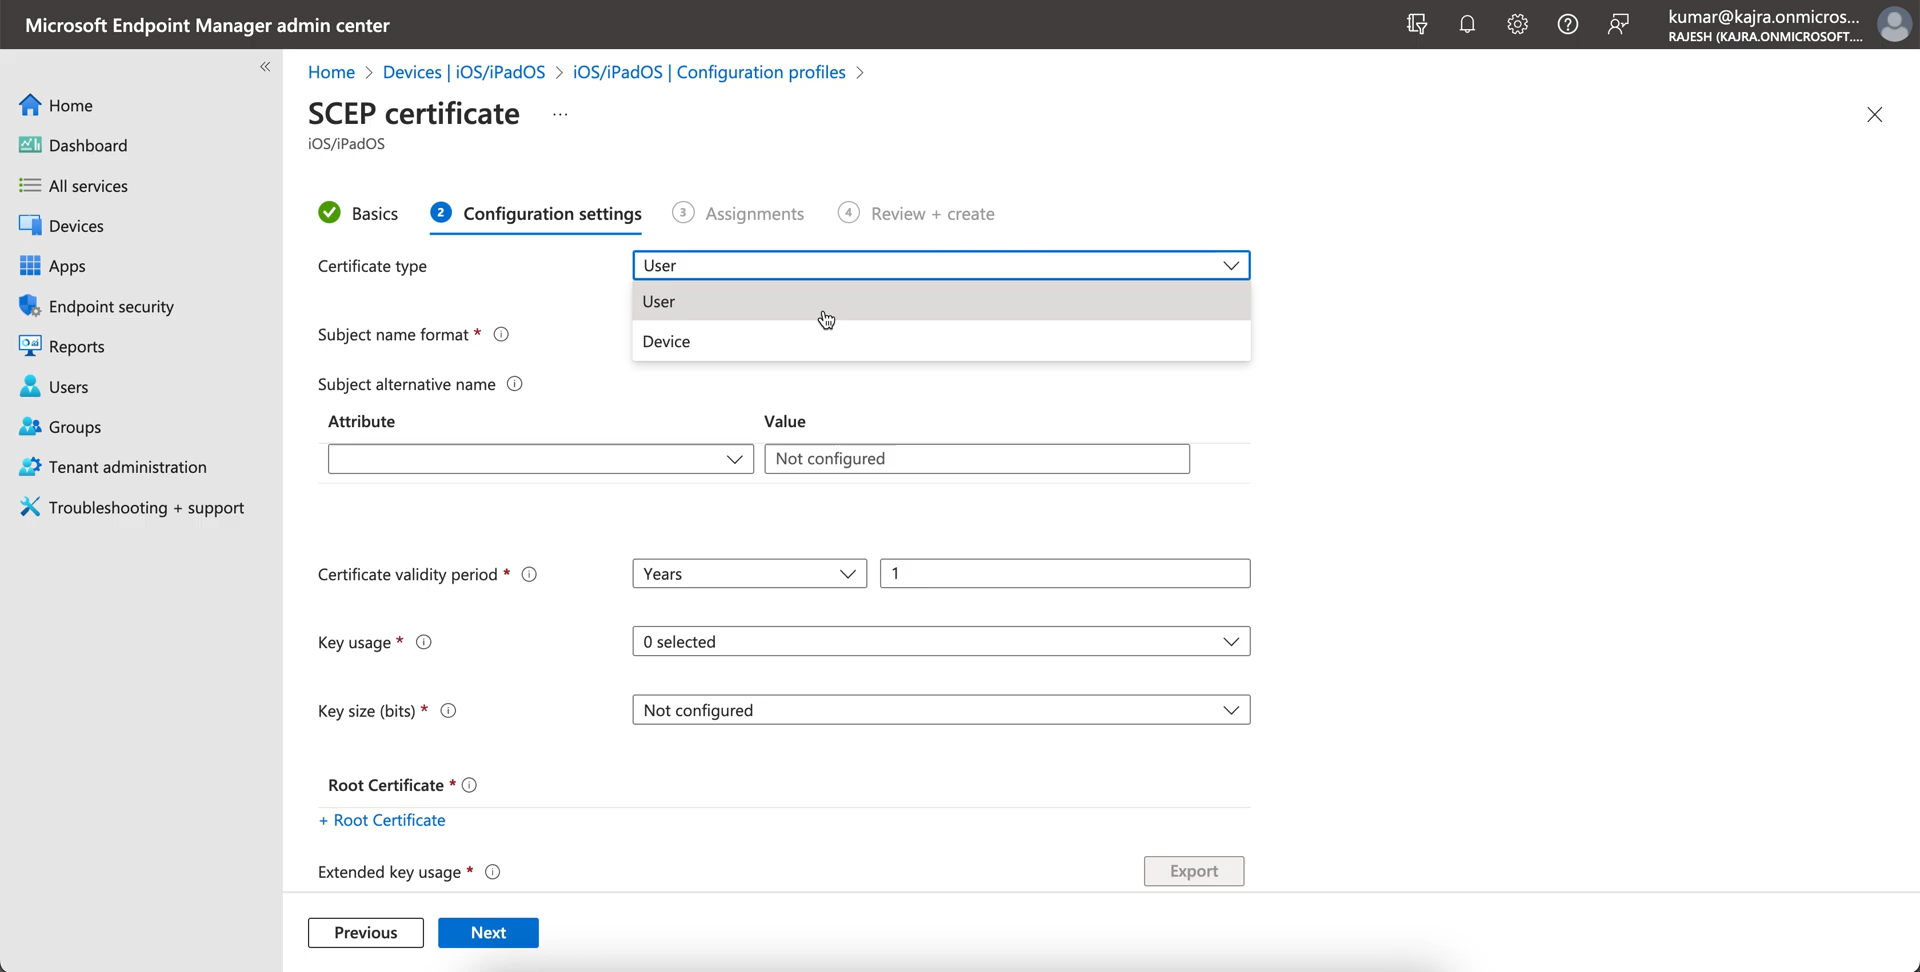 Microsoft Endpoint Manager admin center
kumar@kajra.onmicros...
RAJESH (KAJRA.ONMICROSOFT....
«
Home
Dashboard
All services
Devices
Apps
Endpoint security
Reports
Users
Groups
Tenant administration
Troubleshooting + support
Home > Devices | iOS/iPadOS > iOS/iPadOS | Configuration profiles >
SCEP certificate ...
iOS/iPadOS
Basics 2 Configuration settings 3 Assignments 4 Review + create
Certificate type User
User
Device
Subject name format *
Subject alternative name
Attribute Value
Not configured
Certificate validity period * Years 1
Key usage * 0 selected
Key size (bits) * Not configured
Root Certificate *
+ Root Certificate
Extended key usage * Export
Previous Next